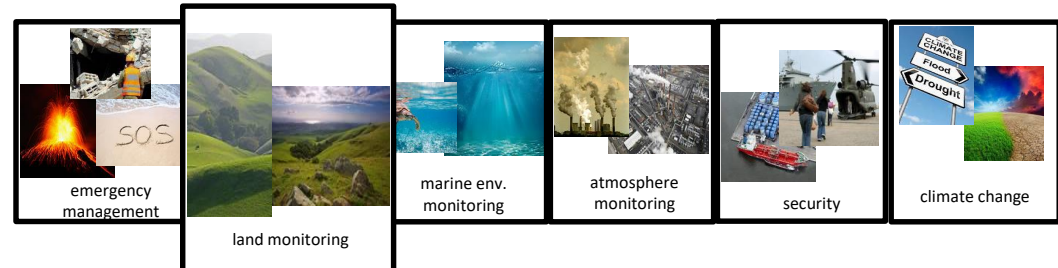 SOS
emergency
management
land monitoring
marine env.
monitoring
atmosphere
monitoring
security
CLIMATE
CHANGE
Flood
Drought
climate change